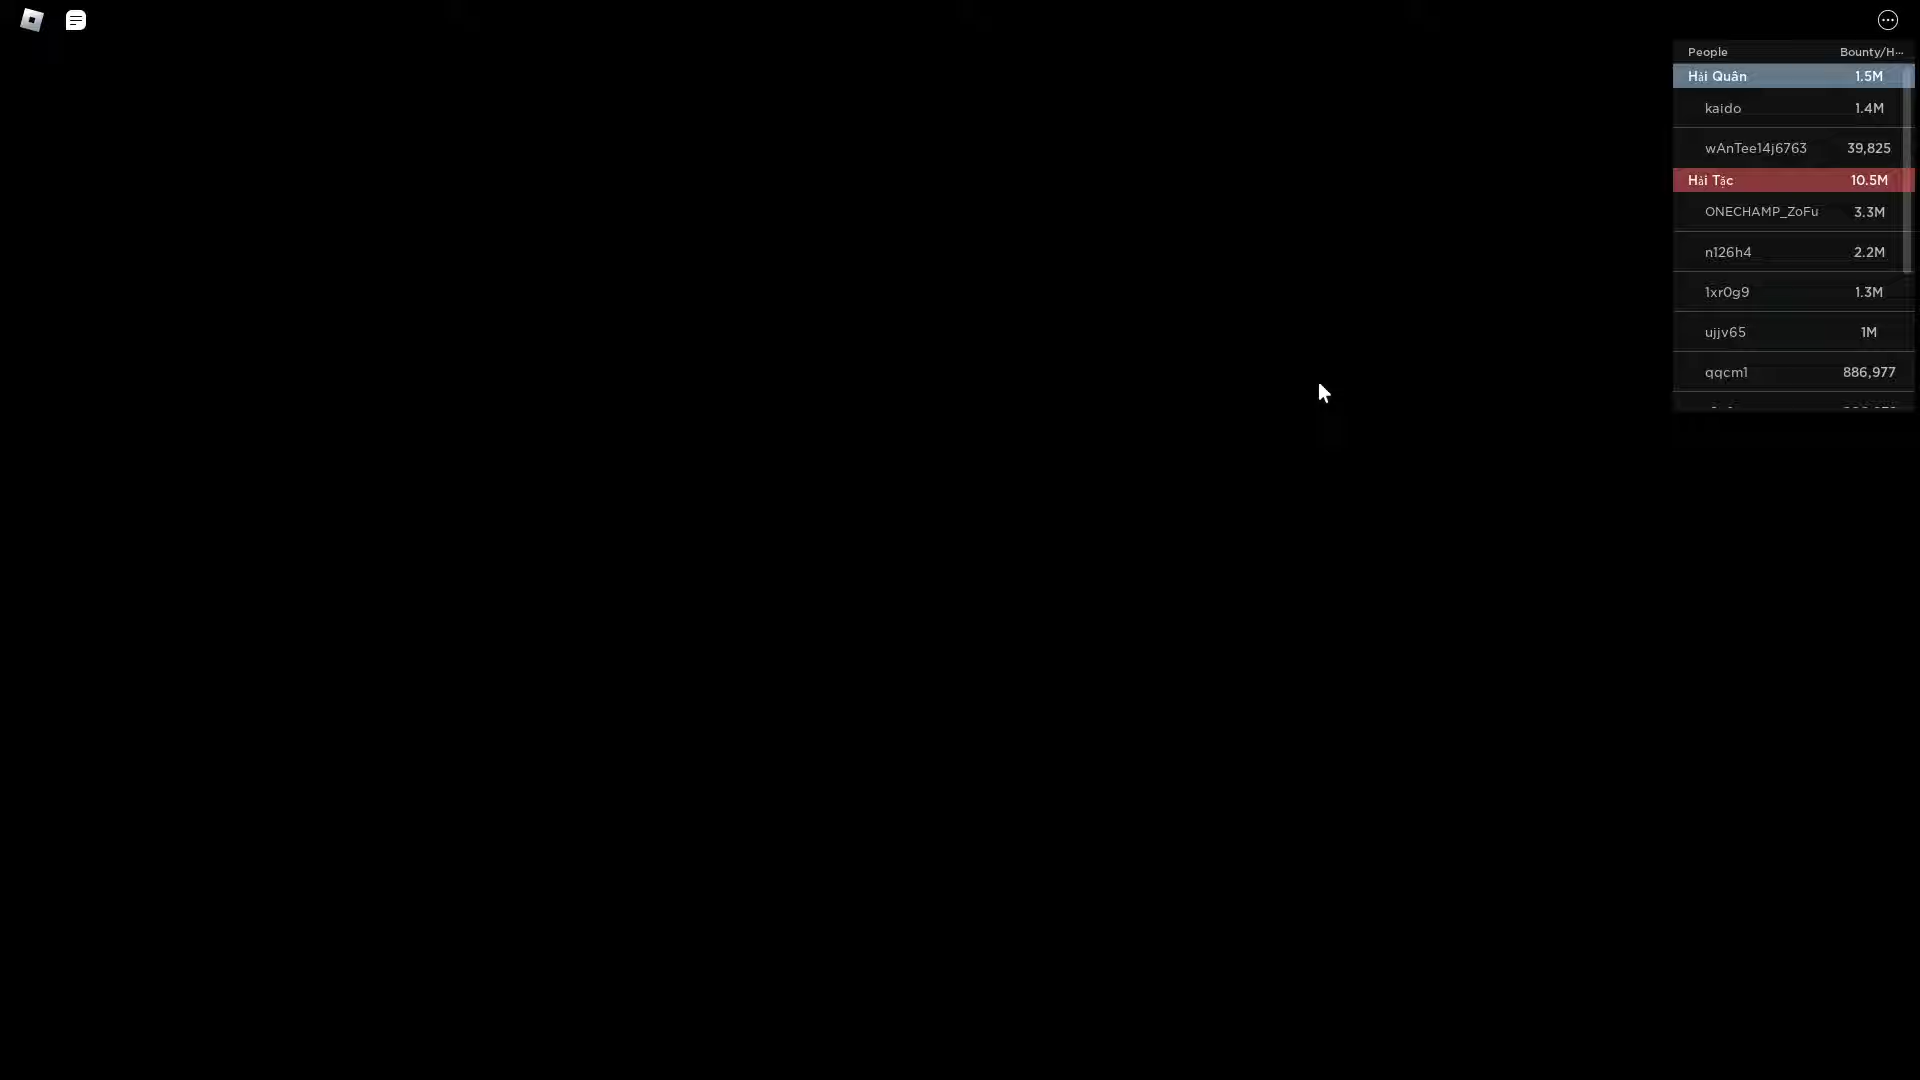 People Bounty/H...
Hải Quân 1.5M
kaido 1.4M
wAnTee14j6763 39,825
Hải Tặc 10.5M
ONECHAMP_ZoFu 3.3M
n126h4 2.2M
1xr0g9 1.3M
ujjv65 1M
qqcm1 886,977